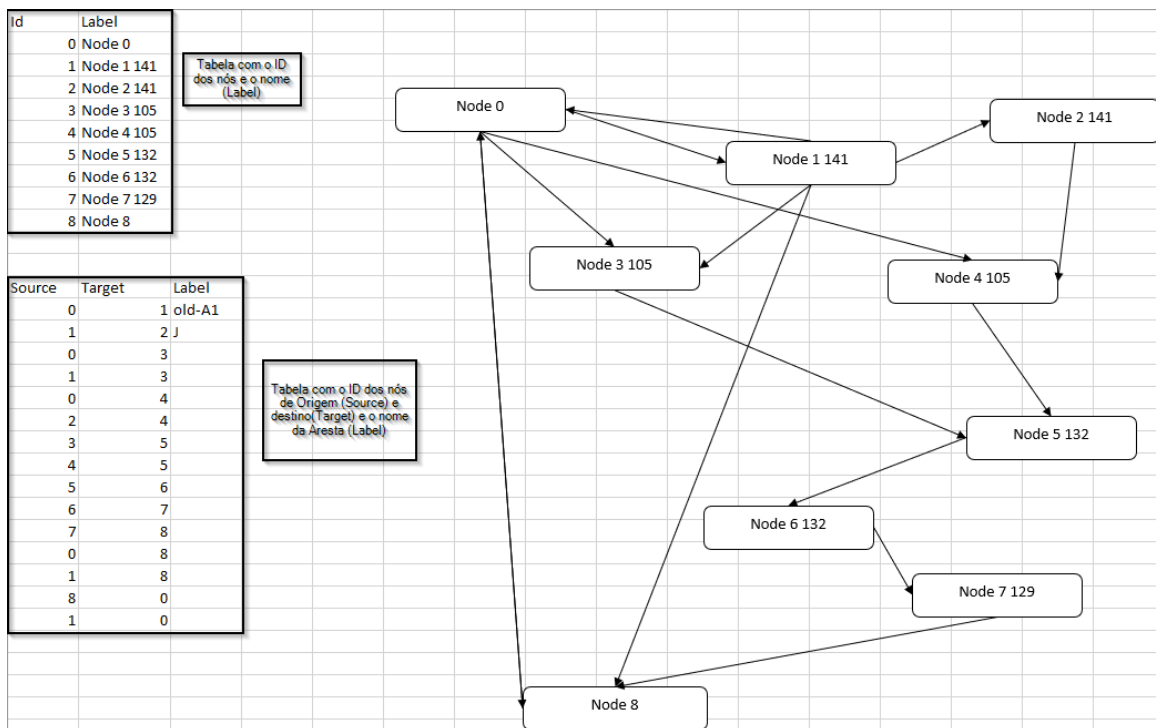 Id Label
0 Node 0
1 Node 1 141
2 Node 2 141
3 Node 3 105
4 Node 4 105
5 Node 5 132
6 Node 6 132
7 Node 7 129
8 Node 8
Tabela com o ID
dos nós e o nome
(Label)
Source Target Label
0 1 old-A1
1 2 J
0 3
1 3
0 4
2 4
3 5
4 5
5 6
6 7
7 8
0 8
1 8
8 0
1 0
Tabela com o ID dos nós
de Origem (Source) e
destino(Target) e o nome
da Aresta (Label)
Node 0
Node 2 141
Node 1 141
Node 3 105
Node 4 105
Node 5 132
Node 6 132
Node 7 129
Node 8